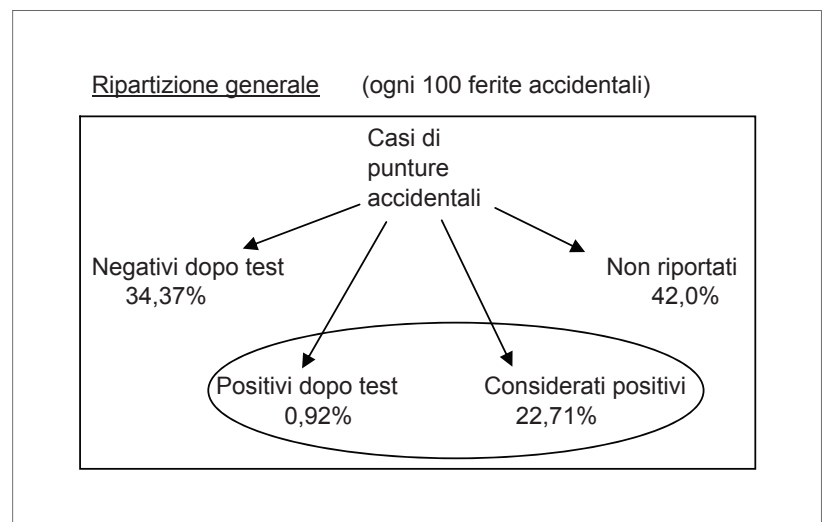 Ripartizione generale (ogni 100 ferite accidentali)
Casi di
punture
accidentali
Negativi dopo test
34,37%
Non riportati
42,0%
Positivi dopo test
0,92%
Considerati positivi
22,71%